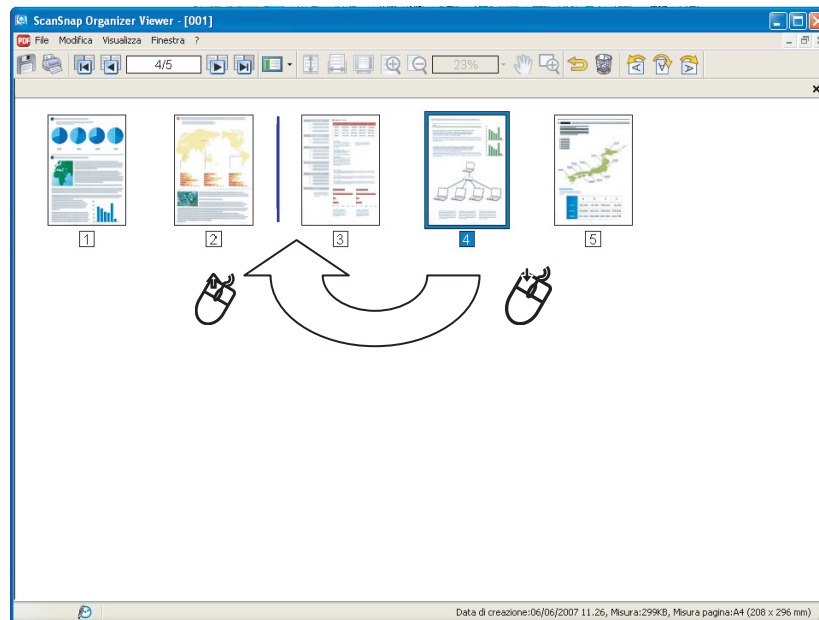 ScanSnap Organizer Viewer - [001]
PDF File Modifica Visualizza Finestra ?
4/5 23%
1 2 3 4 5
Data di creazione:06/06/2007 11.26, Misura:299KB, Misura pagina:A4 (208 x 296 mm)